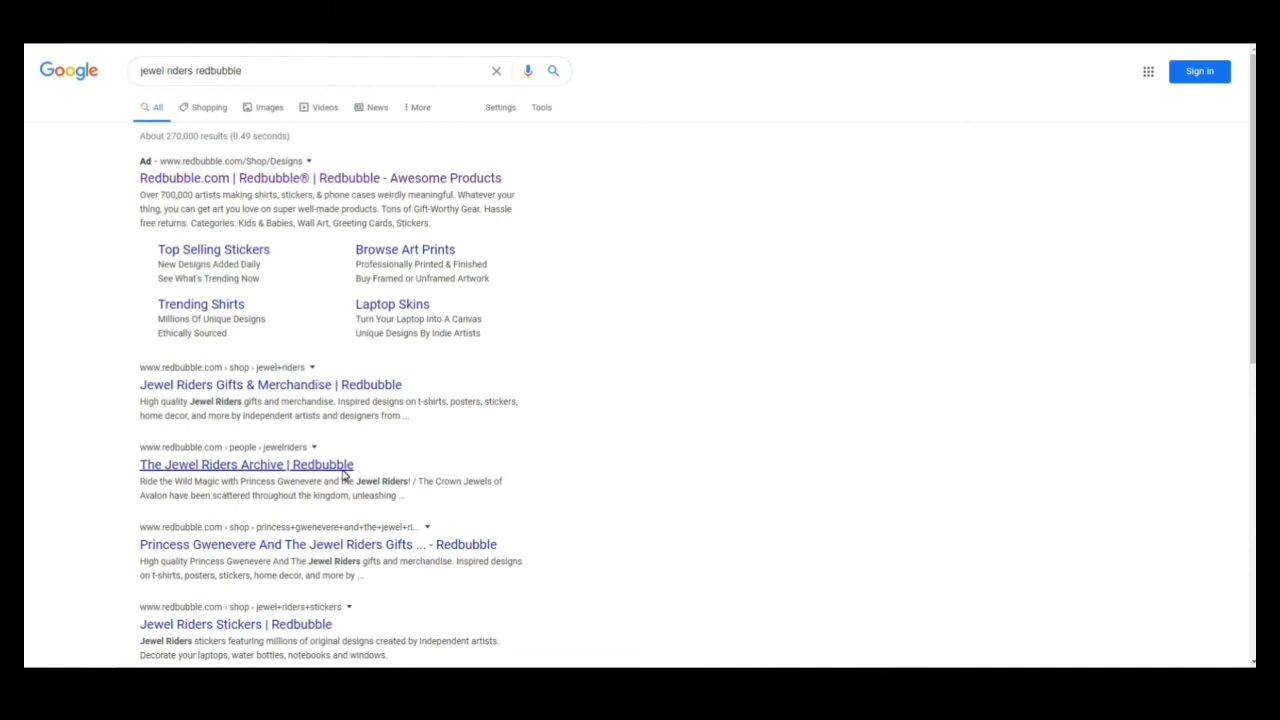 Google
jewel riders redbubble
Sign in
All Shopping Images Videos News More Settings Tools
About 270,000 results (0.49 seconds)
Ad · www.redbubble.com/Shop/Designs
Redbubble.com | Redbubble® | Redbubble - Awesome Products
Over 700,000 artists making shirts, stickers, & phone cases weirdly meaningful. Whatever your
thing, you can get art you love on super well-made products. Tons of Gift-Worthy Gear. Hassle
free returns. Categories: Kids & Babies, Wall Art, Greeting Cards, Stickers.
Top Selling Stickers
New Designs Added Daily
See What's Trending Now
Browse Art Prints
Professionally Printed & Finished
Buy Framed or Unframed Artwork
Trending Shirts
Millions Of Unique Designs
Ethically Sourced
Laptop Skins
Turn Your Laptop Into A Canvas
Unique Designs By Indie Artists
www.redbubble.com › shop › jewel+riders
Jewel Riders Gifts & Merchandise | Redbubble
High quality Jewel Riders gifts and merchandise. Inspired designs on t-shirts, posters, stickers,
home decor, and more by independent artists and designers from ...
www.redbubble.com › people › jewelriders
The Jewel Riders Archive | Redbubble
Ride the Wild Magic with Princess Gwenevere and the Jewel Riders! / The Crown Jewels of
Avalon have been scattered throughout the kingdom, unleashing ...
www.redbubble.com › shop › princess+gwenevere+and+the+jewel+ri...
Princess Gwenevere And The Jewel Riders Gifts ... - Redbubble
High quality Princess Gwenevere And The Jewel Riders gifts and merchandise. Inspired designs
on t-shirts, posters, stickers, home decor, and more by ...
www.redbubble.com › shop › jewel+riders+stickers
Jewel Riders Stickers | Redbubble
Jewel Riders stickers featuring millions of original designs created by independent artists.
Decorate your laptops, water bottles, notebooks and windows.